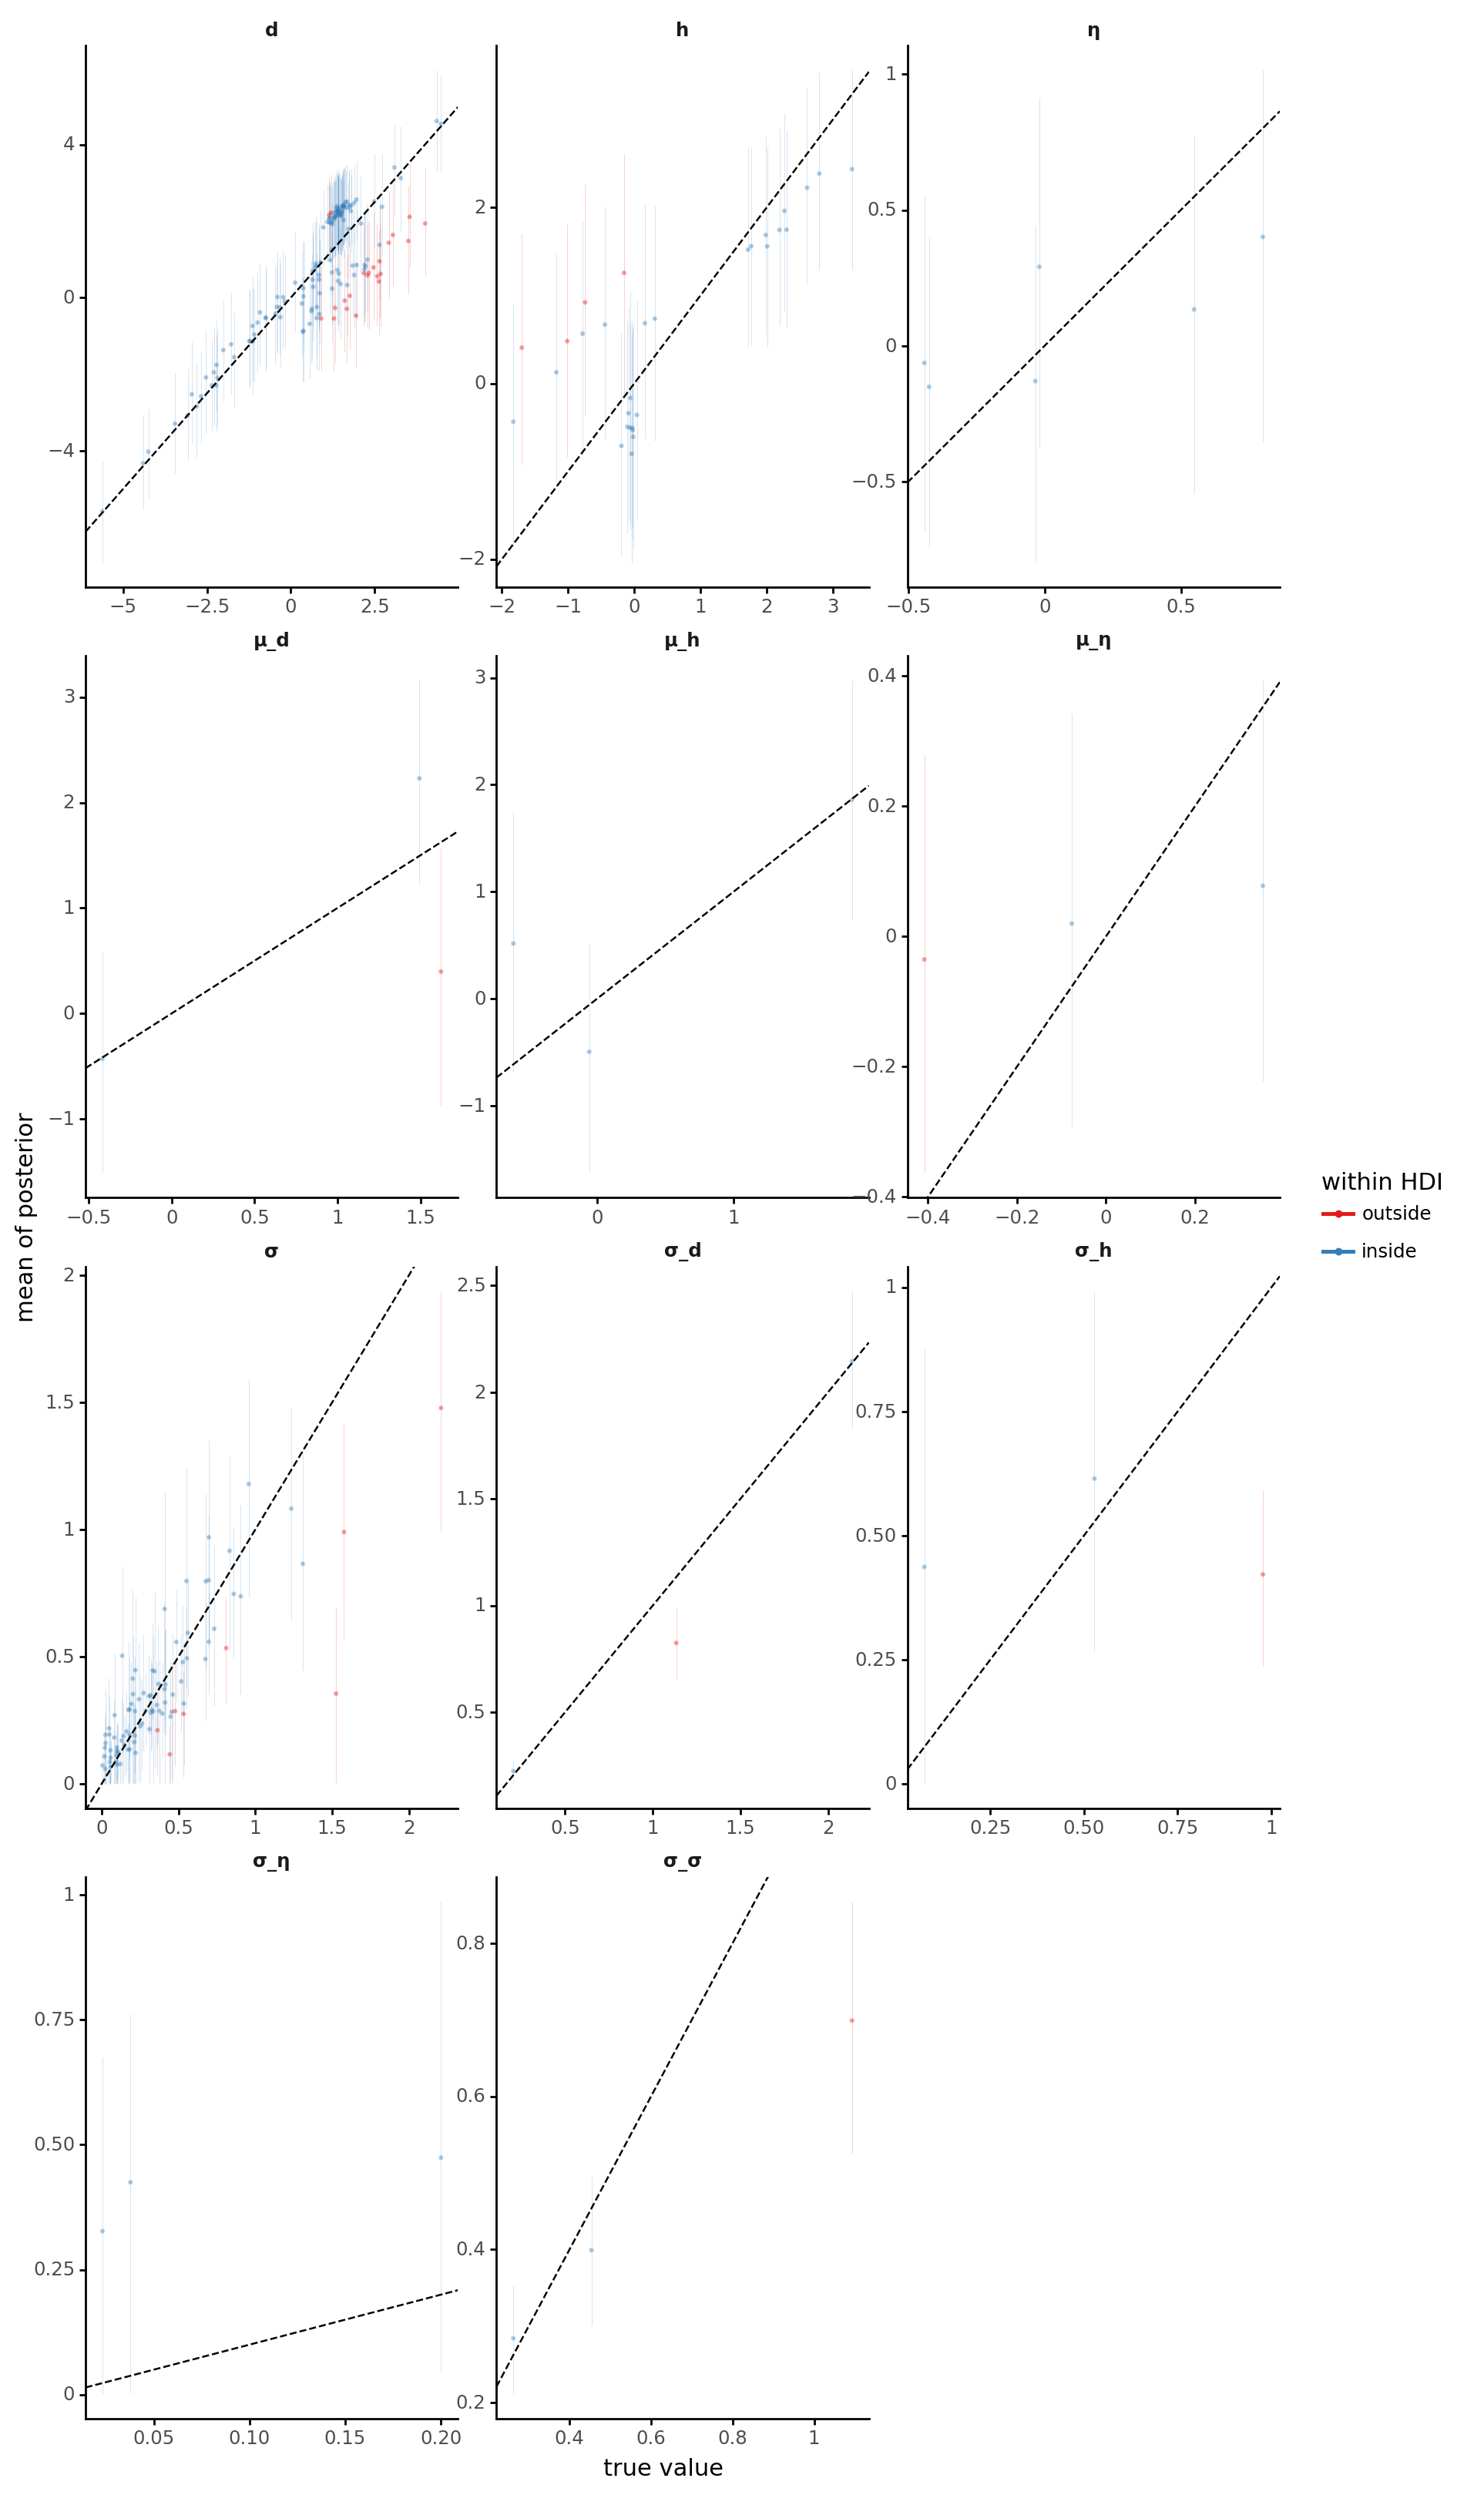 d h η
4
0
−4
−5 −2.5 0 2.5
2
0
−2
−2 −1 0 1 2 3
1
0.5
0
−0.5
−0.5 0 0.5
μ_d μ_h μ_η
3
2
1
0
−1
−0.5 0 0.5 1 1.5
3
2
1
0
−1
0 1
0.4
0.2
0
−0.2
−0.4
−0.4 −0.2 0 0.2
mean of posterior
within HDI
outside
inside
σ σ_d σ_h
2
1.5
1
0.5
0
0 0.5 1 1.5 2
2.5
2
1.5
1
0.5
0.5 1 1.5 2
1
0.75
0.50
0.25
0
0.25 0.50 0.75 1
σ_η σ_σ
1
0.75
0.50
0.25
0
0.05 0.10 0.15 0.20
0.8
0.6
0.4
0.2
0.4 0.6 0.8 1
true value